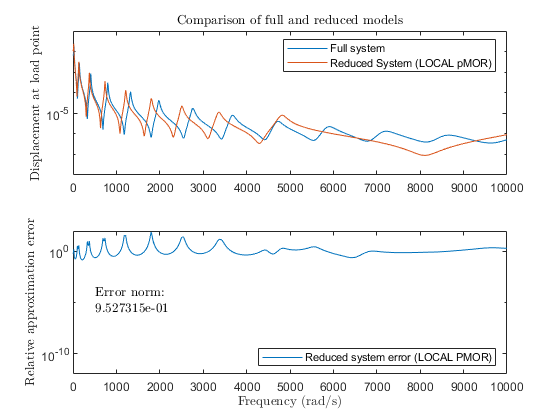 Comparison of full and reduced models
Displacement at load point
Full system
Reduced System (LOCAL pMOR)
10^-5
0 1000 2000 3000 4000 5000 6000 7000 8000 9000 10000
Relative approximation error
10^0
Error norm:
9.527315e-01
10^-10
Reduced system error (LOCAL PMOR)
0 1000 2000 3000 4000 5000 6000 7000 8000 9000 10000
Frequency (rad/s)